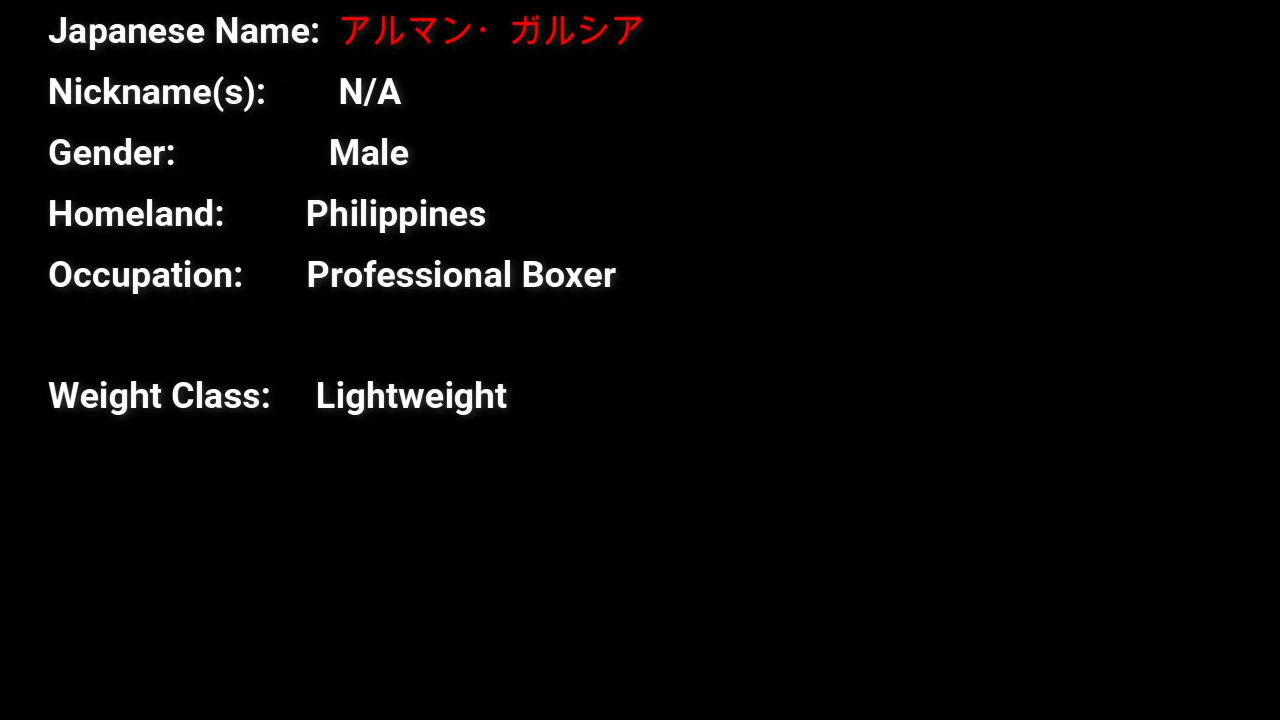 Japanese Name: アルマン· ガルシア
Nickname(s): N/A
Gender: Male
Homeland: Philippines
Occupation: Professional Boxer
Weight Class: Lightweight